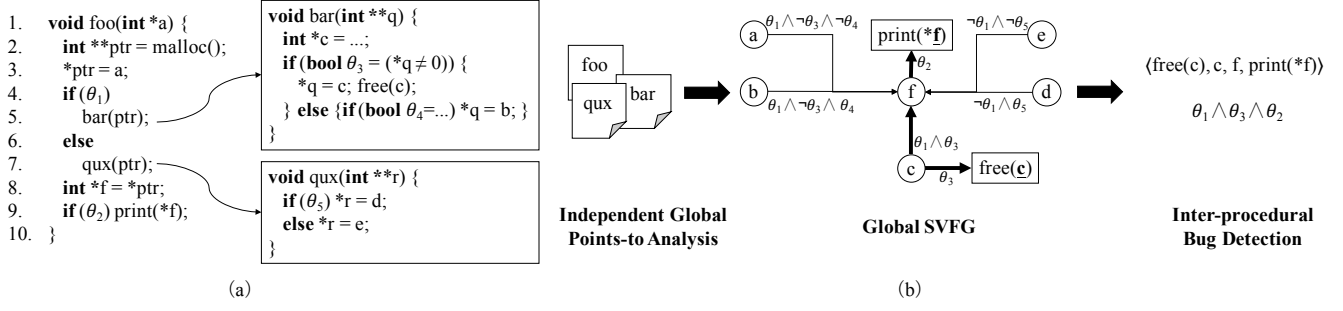 1. void foo(int *a) {
2. int **ptr = malloc();
3. *ptr = a;
4. if (θ1)
5. bar(ptr);
6. else
7. qux(ptr);
8. int *f = *ptr;
9. if (θ2) print(*f);
10. }
void bar(int **q) {
int *c = ...;
if (bool θ3 = (*q ≠ 0)) {
*q = c; free(c);
} else {if (bool θ4=...) *q = b; }
}
void qux(int **r) {
if (θ5) *r = d;
else *r = e;
}
(a)
foo
qux
bar
Independent Global
Points-to Analysis
a
θ1∧¬θ3∧¬θ4
print(*f)
θ2
¬θ1∧¬θ5
e
b
θ1∧¬θ3∧θ4
f
¬θ1∧θ5
d
θ1∧θ3
c
θ3
free(c)
Global SVFG
(b)
⟨free(c), c, f, print(*f)⟩
θ1∧θ3∧θ2
Inter-procedural
Bug Detection